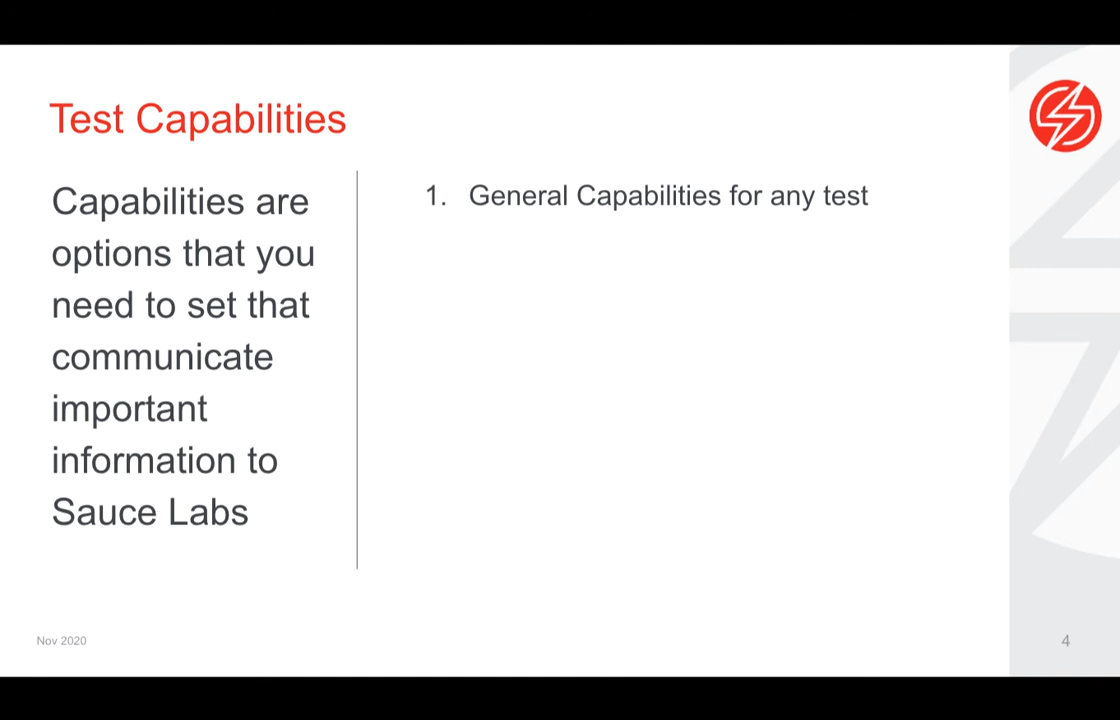 Test Capabilities
Capabilities are
options that you
need to set that
communicate
important
information to
Sauce Labs
1. General Capabilities for any test
Nov 2020
4